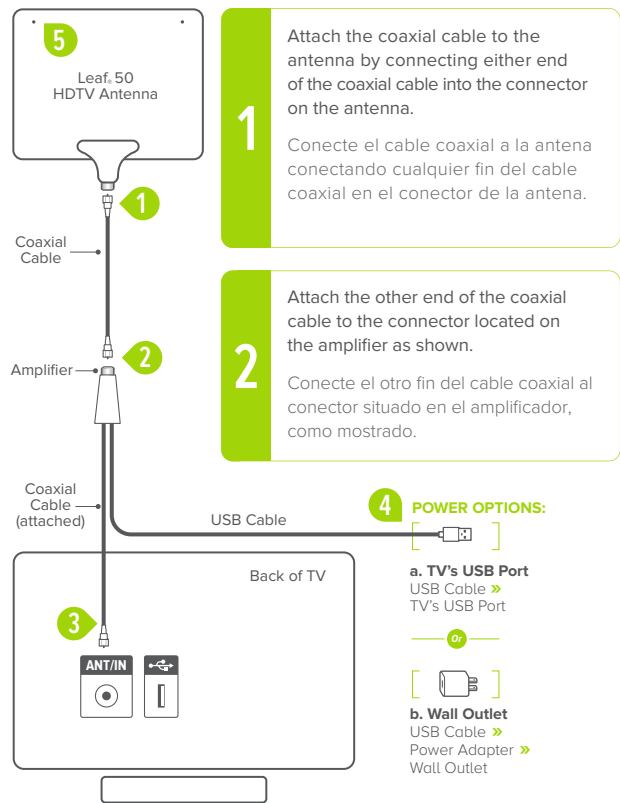 5
Leaf® 50
HDTV Antenna
1
Coaxial
Cable
2
Amplifier
Coaxial
Cable
(attached)
USB Cable
Back of TV
3
ANT/IN
1
Attach the coaxial cable to the
antenna by connecting either end
of the coaxial cable into the connector
on the antenna.
Conecte el cable coaxial a la antena
conectando cualquier fin del cable
coaxial en el conector de la antena.
2
Attach the other end of the coaxial
cable to the connector located on
the amplifier as shown.
Conecte el otro fin del cable coaxial al
conector situado en el amplificador,
como mostrado.
4
POWER OPTIONS:
a. TV's USB Port
USB Cable »
TV's USB Port
Or
b. Wall Outlet
USB Cable »
Power Adapter »
Wall Outlet